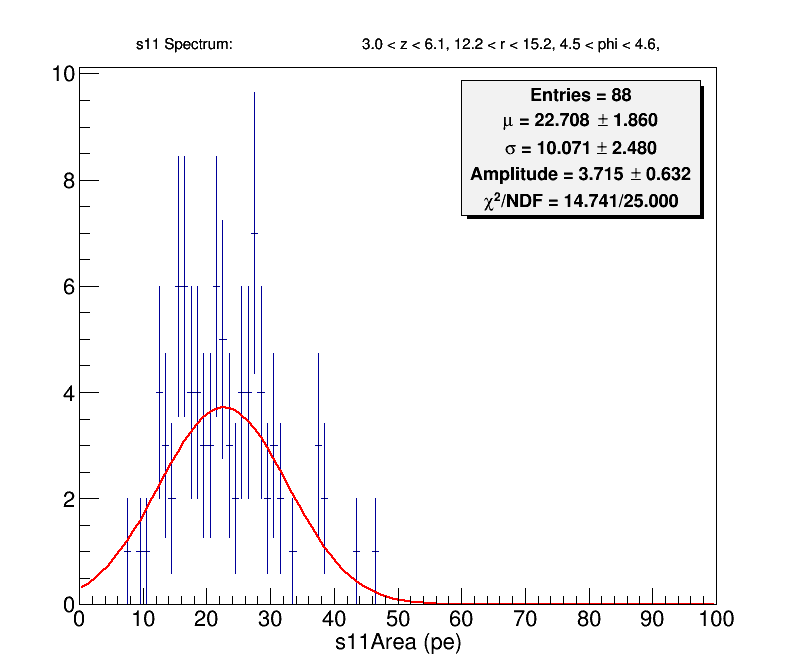 s11 Spectrum: 3.0 < z < 6.1, 12.2 < r < 15.2, 4.5 < phi < 4.6,
Entries = 88
μ = 22.708 ± 1.860
σ = 10.071 ± 2.480
Amplitude = 3.715 ± 0.632
χ²/NDF = 14.741/25.000
10
8
6
4
2
0
0 10 20 30 40 50 60 70 80 90 100
s11Area (pe)